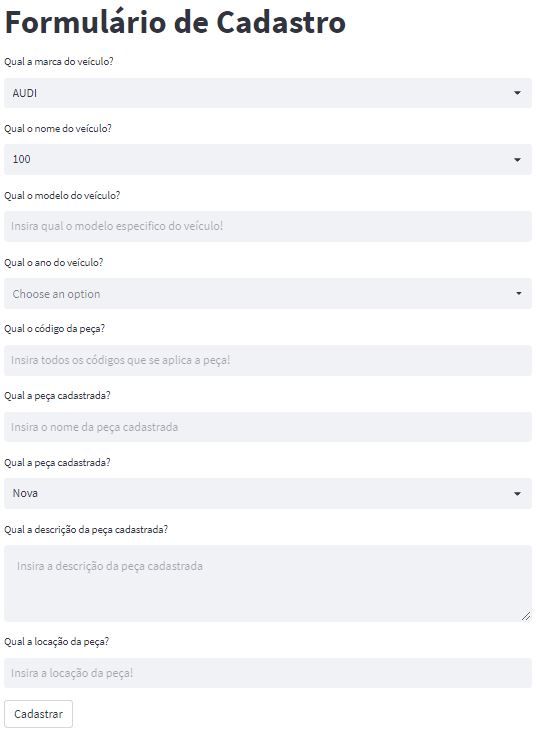 Formulário de Cadastro
Qual a marca do veículo?
AUDI
Qual o nome do veículo?
100
Qual o modelo do veículo?
Insira qual o modelo especifico do veículo!
Qual o ano do veículo?
Choose an option
Qual o código da peça?
Insira todos os códigos que se aplica a peça!
Qual a peça cadastrada?
Insira o nome da peça cadastrada
Qual a peça cadastrada?
Nova
Qual a descrição da peça cadastrada?
Insira a descrição da peça cadastrada
Qual a locação da peça?
Insira a locação da peça!
Cadastrar